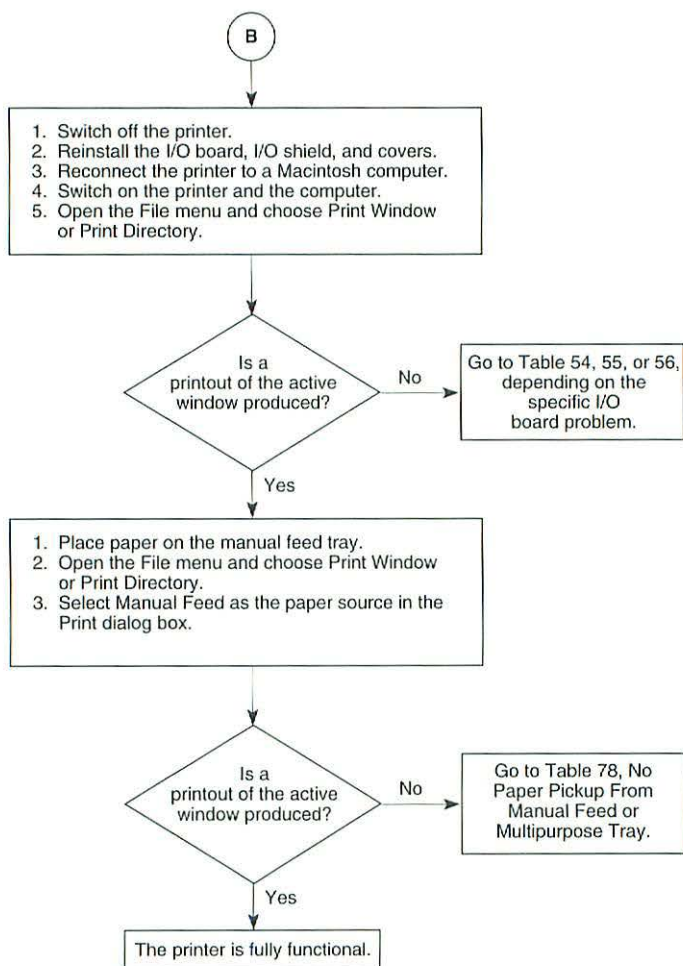 B
1. Switch off the printer.
2. Reinstall the I/O board, I/O shield, and covers.
3. Reconnect the printer to a Macintosh computer.
4. Switch on the printer and the computer.
5. Open the File menu and choose Print Window
or Print Directory.
Is a
printout of the active
window produced?
No
Go to Table 54, 55, or 56,
depending on the
specific I/O
board problem.
Yes
1. Place paper on the manual feed tray.
2. Open the File menu and choose Print Window
or Print Directory.
3. Select Manual Feed as the paper source in the
Print dialog box.
Is a
printout of the active
window produced?
No
Go to Table 78, No
Paper Pickup From
Manual Feed or
Multipurpose Tray.
Yes
The printer is fully functional.